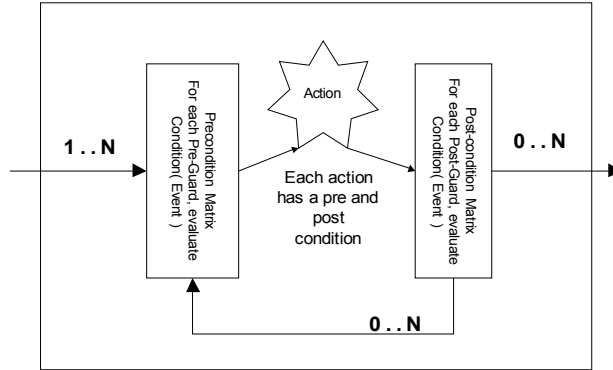 1 . . N
Precondition Matrix
For each Pre-Guard, evaluate
Condition( Event )
Action
Each action
has a pre and
post
condition
Post-condition Matrix
For each Post-Guard, evaluate
Condition( Event )
0 . . N
0 . . N